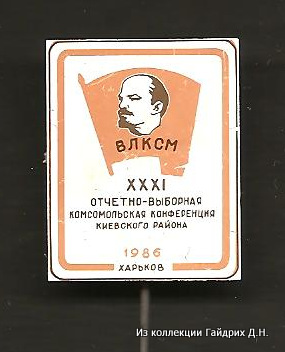 ВЛКСМ
XXXI
ОТЧЕТНО-ВЫБОРНАЯ
КОМСОМОЛЬСКАЯ КОНФЕРЕНЦИЯ
КИЕВСКОГО РАЙОНА
1986
ХАРЬКОВ
Из коллекции Гайдрих Д.Н.